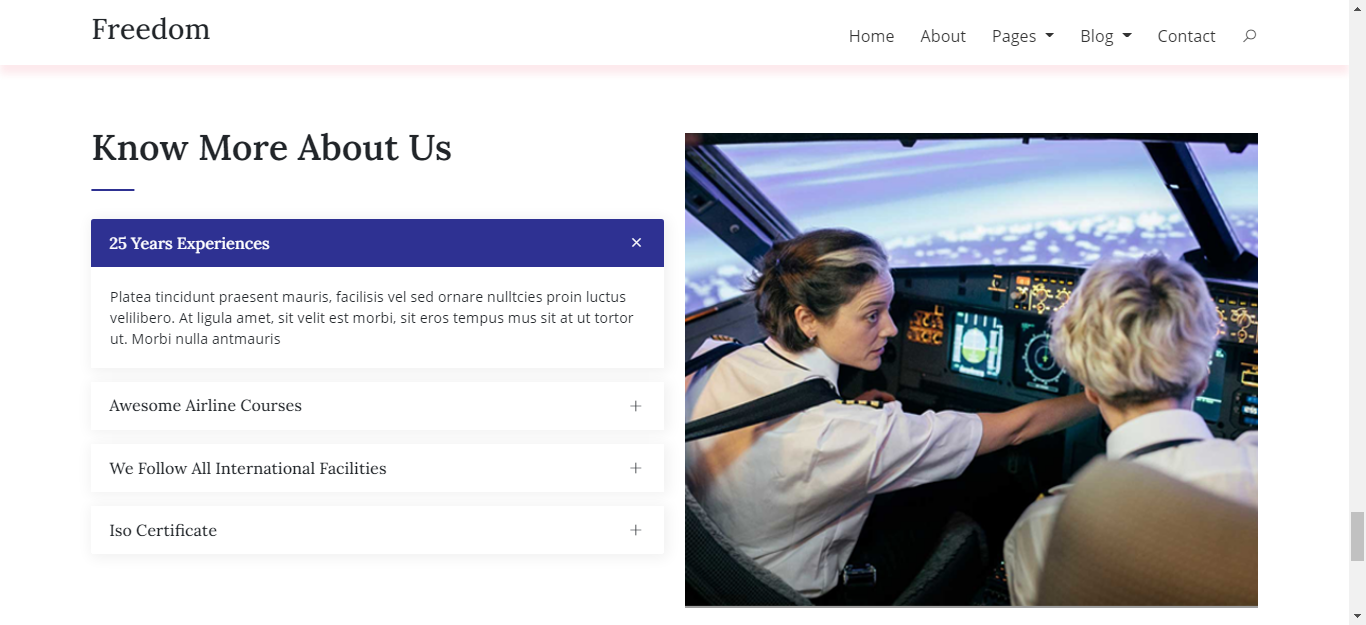 Freedom
Home About Pages Blog Contact
Know More About Us
25 Years Experiences
Platea tincidunt praesent mauris, facilisis vel sed ornare nulltcies proin luctus
velilibero. At ligula amet, sit velit est morbi, sit eros tempus mus sit at ut tortor
ut. Morbi nulla antmauris
Awesome Airline Courses
We Follow All International Facilities
Iso Certificate